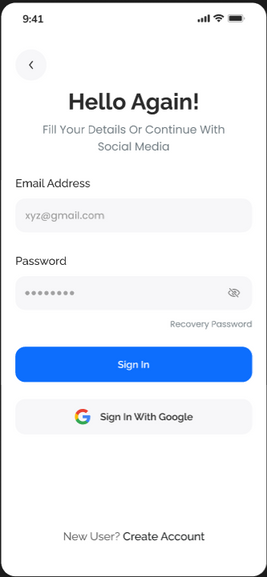 9:41
Hello Again!
Fill Your Details Or Continue With
Social Media
Email Address
xyz@gmail.com
Password
••••••••
Recovery Password
Sign In
Sign In With Google
New User? Create Account